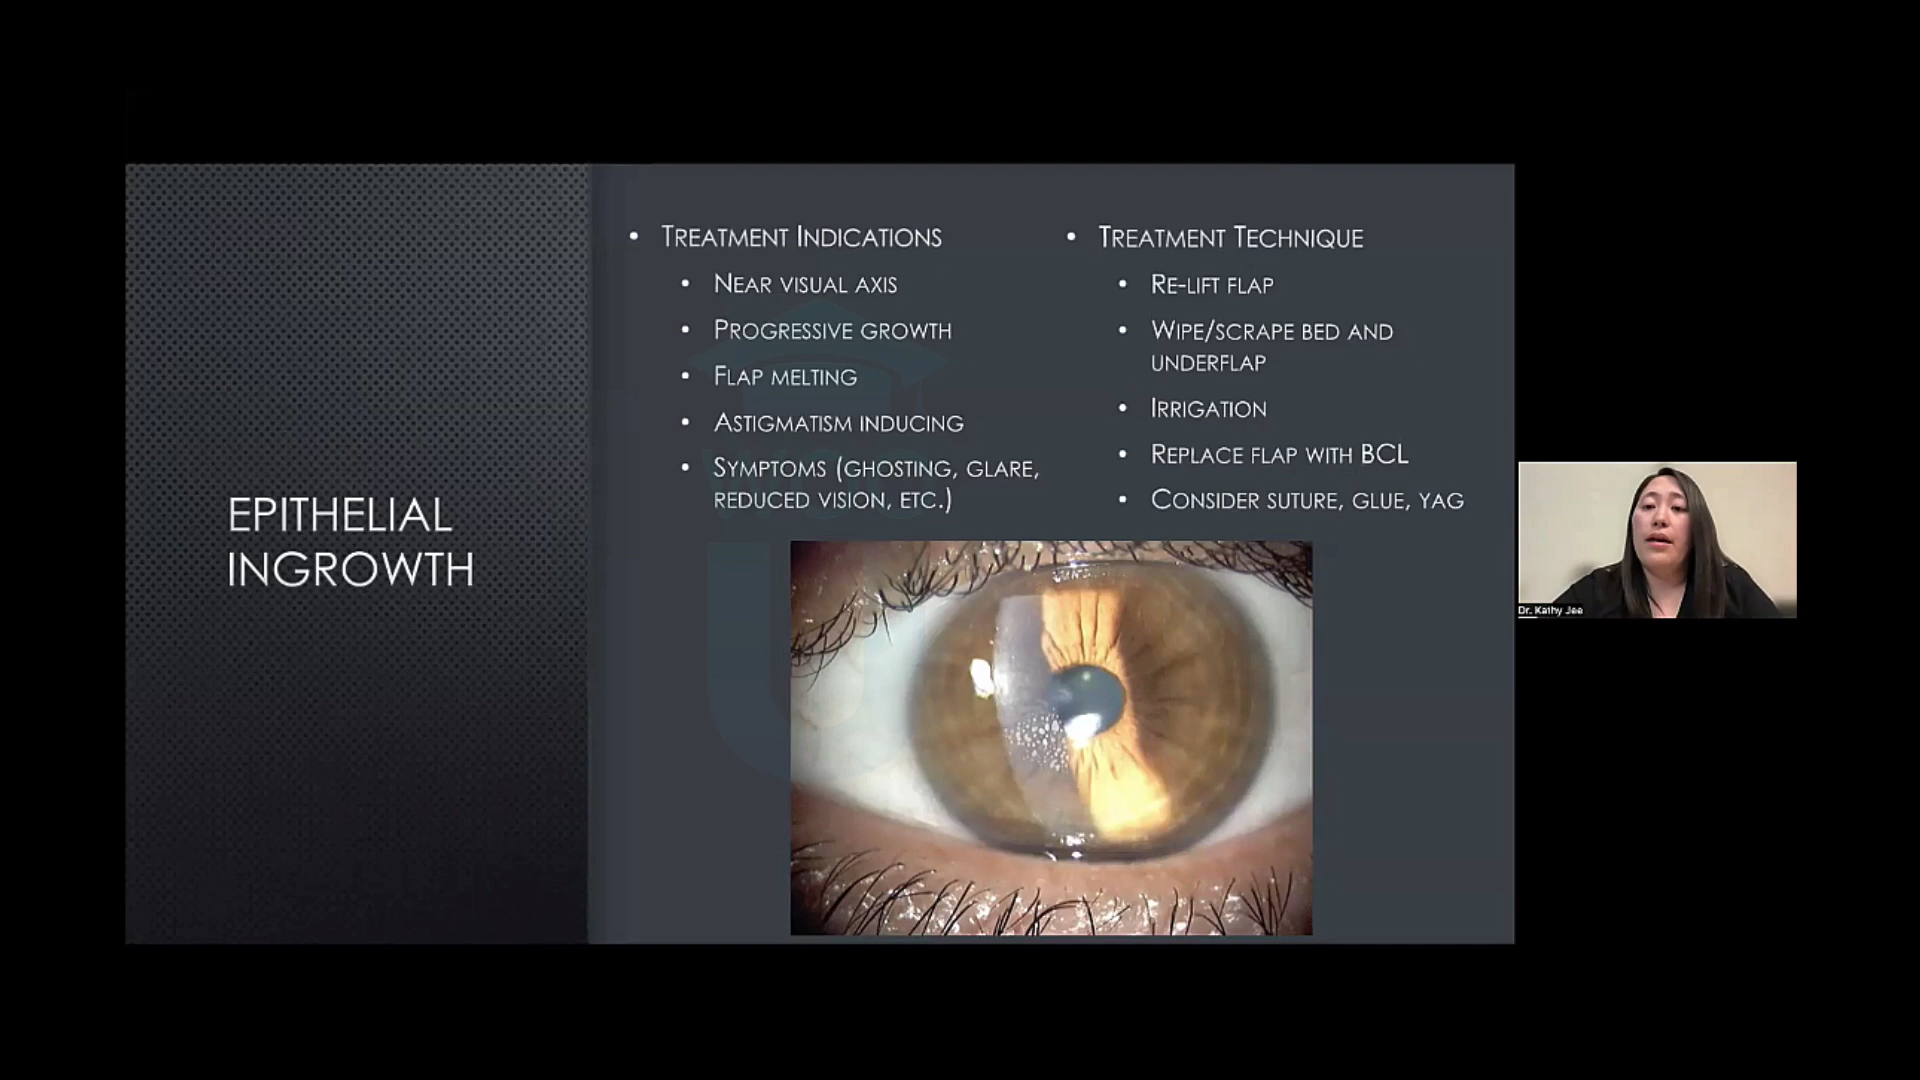 EPITHELIAL
INGROWTH
• TREATMENT INDICATIONS
• NEAR VISUAL AXIS
• PROGRESSIVE GROWTH
• FLAP MELTING
• ASTIGMATISM INDUCING
• SYMPTOMS (GHOSTING, GLARE,
REDUCED VISION, ETC.)
• TREATMENT TECHNIQUE
• RE-LIFT FLAP
• WIPE/SCRAPE BED AND
UNDERFLAP
• IRRIGATION
• REPLACE FLAP WITH BCL
• CONSIDER SUTURE, GLUE, YAG
Dr. Kathy Jee